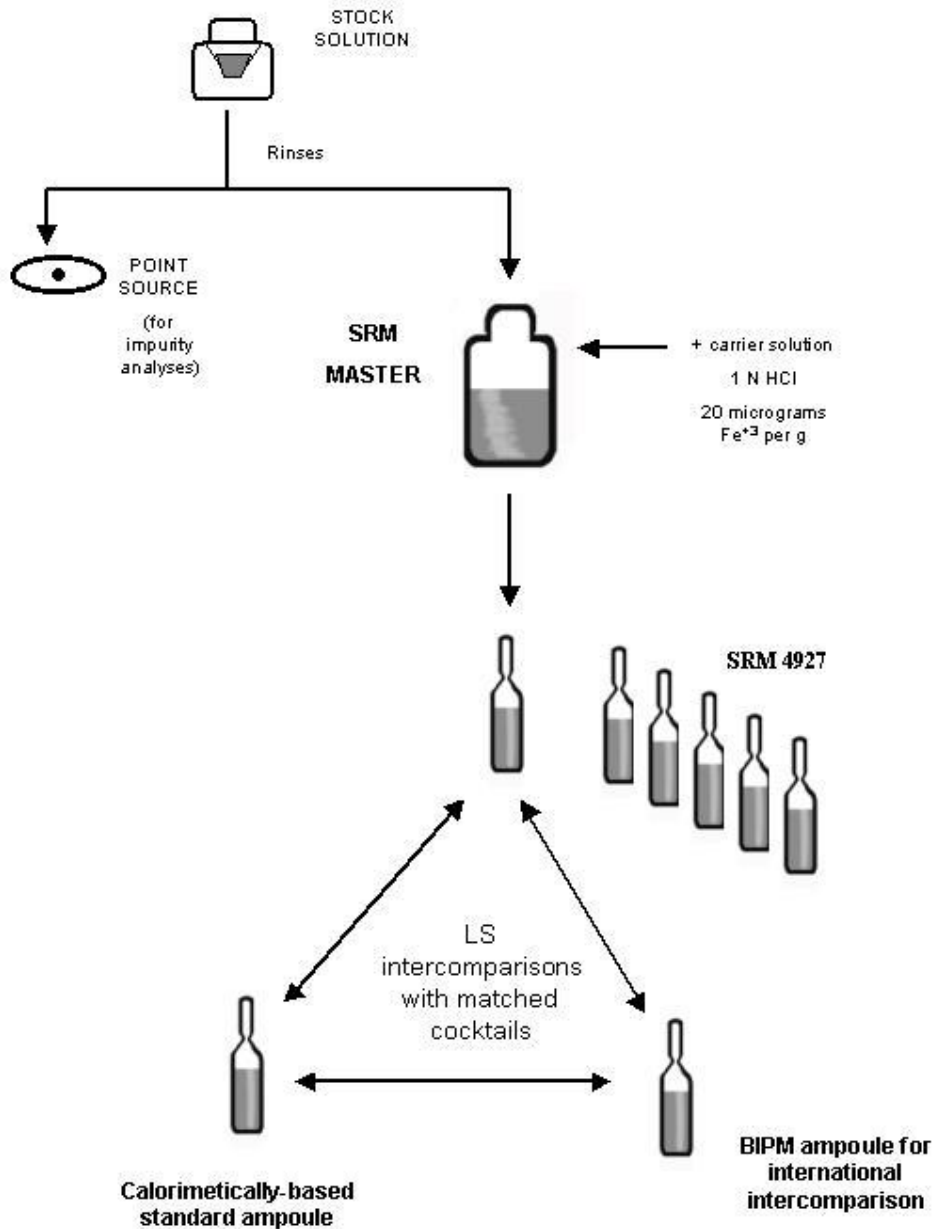 STOCK
SOLUTION
Rinses
POINT
SOURCE
(for
impurity
analyses)
SRM
MASTER
+ carrier solution
1 N HCl
20 micrograms
Fe⁺³ per g
SRM 4927
LS
intercomparisons
with matched
cocktails
Calorimetically-based
standard ampoule
BIPM ampoule for
international
intercomparison